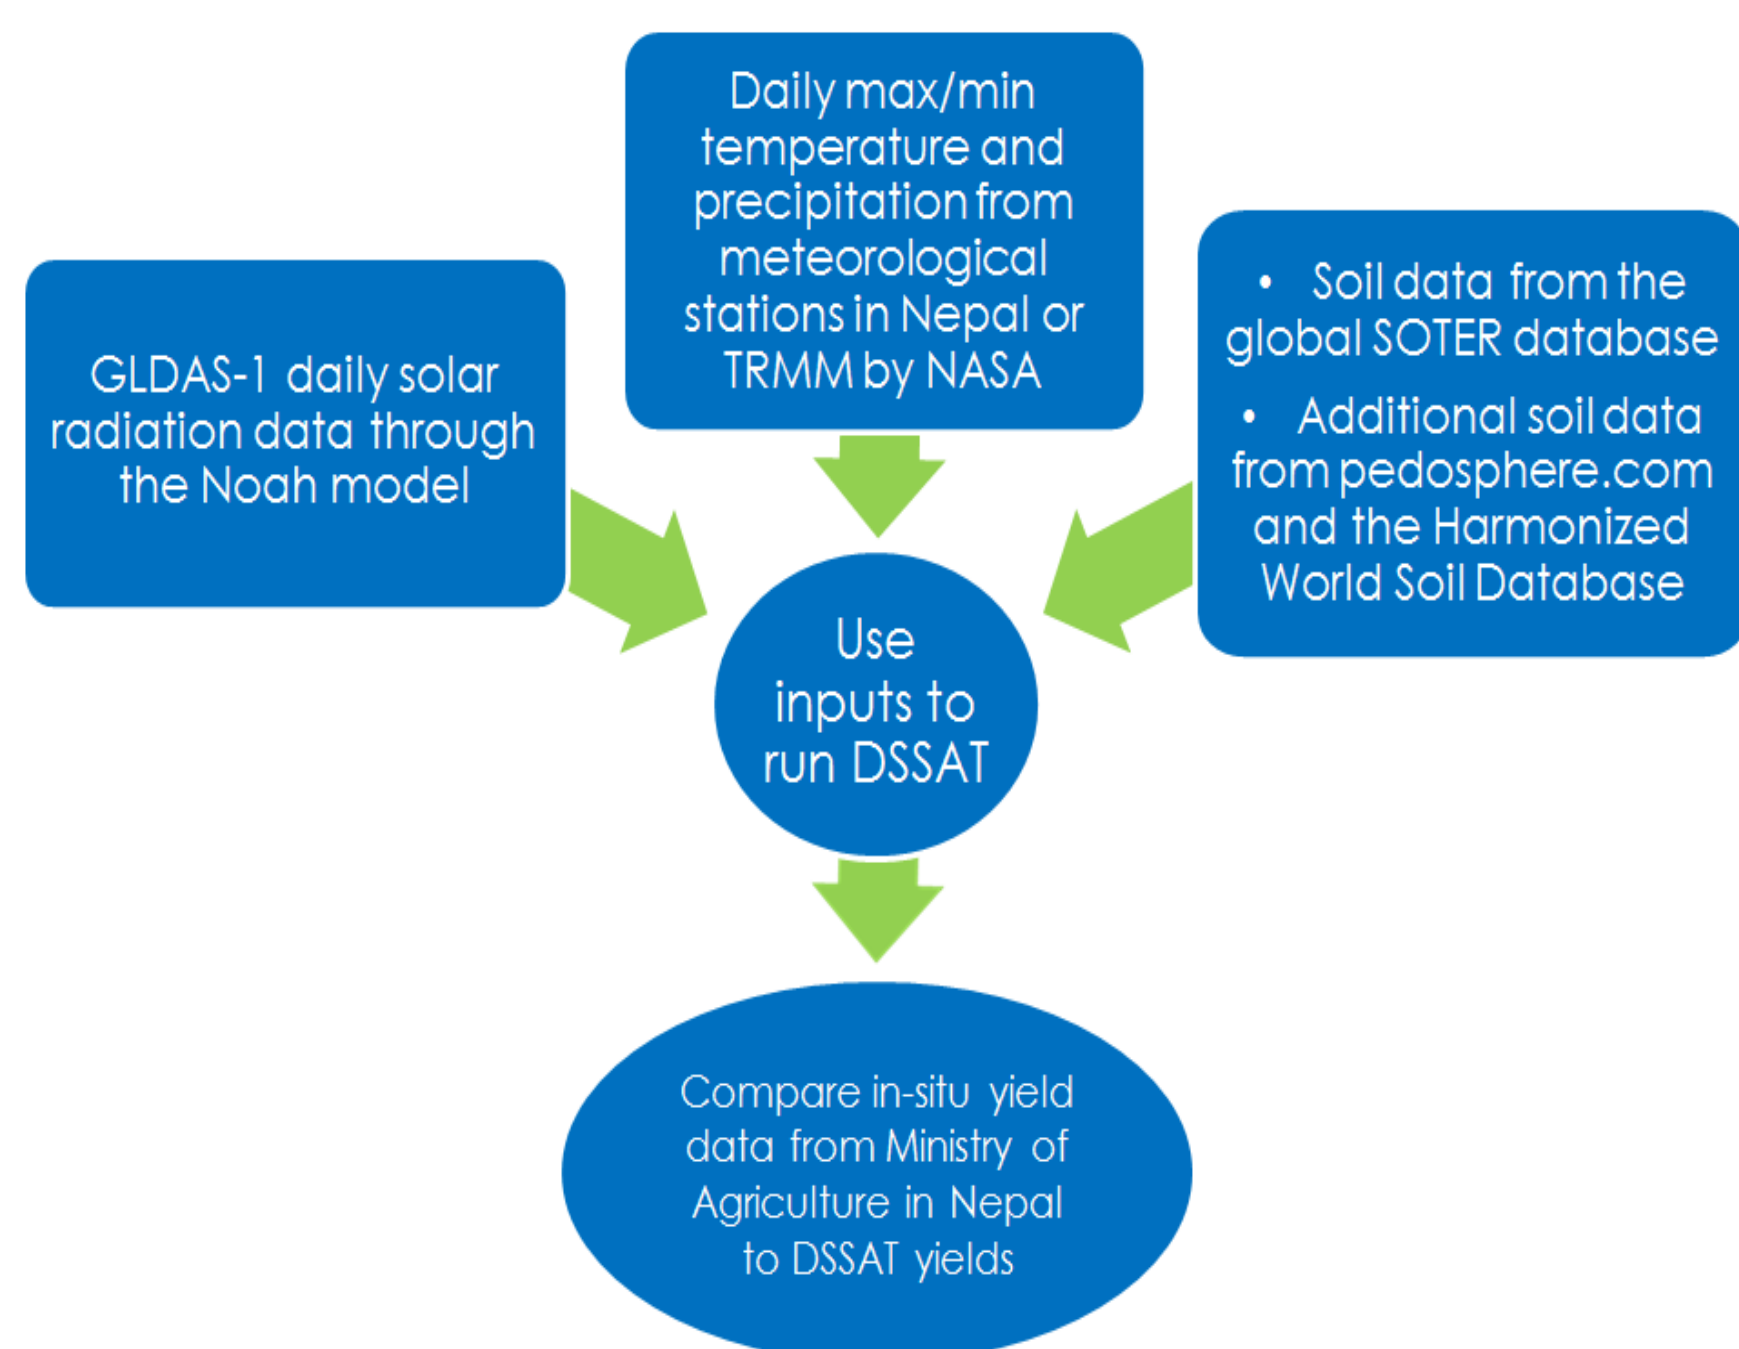 Daily max/min
temperature and
precipitation from
meteorological
stations in Nepal or
TRMM by NASA
GLDAS-1 daily solar
radiation data through
the Noah model
• Soil data from the
global SOTER database
• Additional soil data
from pedosphere.com
and the Harmonized
World Soil Database
Use
inputs to
run DSSAT
Compare in-situ yield
data from Ministry of
Agriculture in Nepal
to DSSAT yields